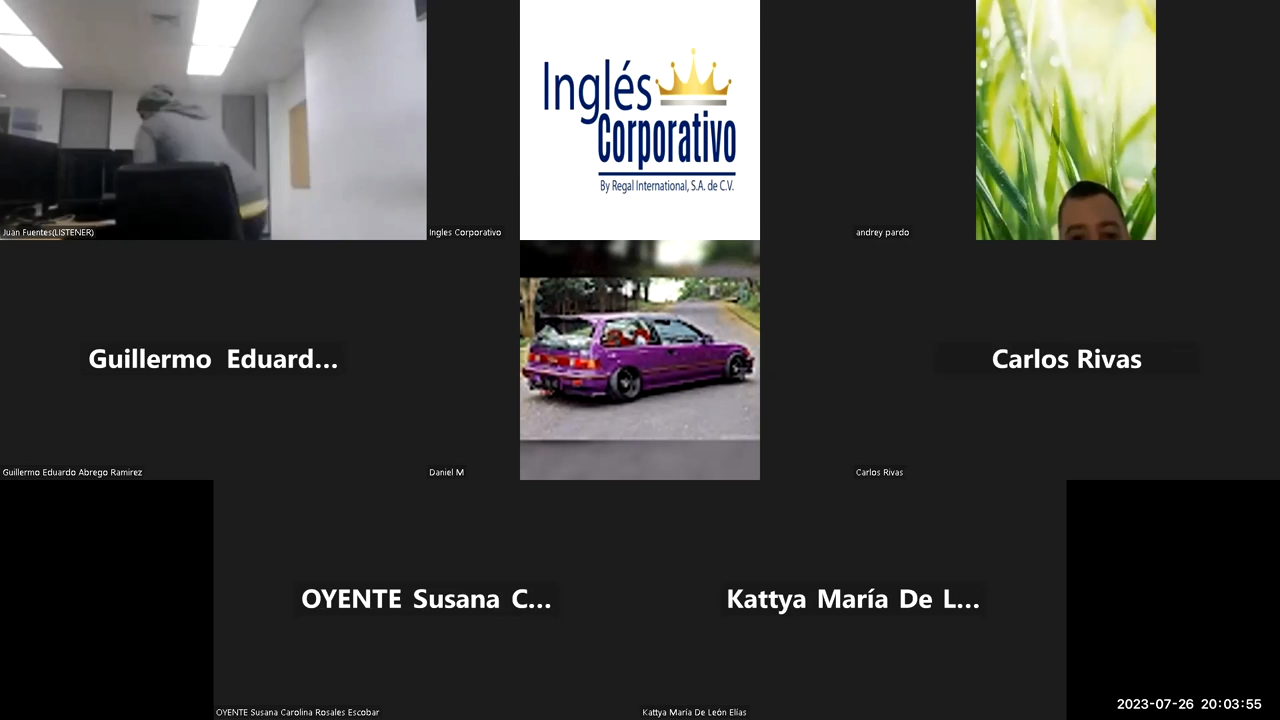 Inglés
Corporativo
By Regal International, S.A. de C.V.
Juan Fuentes(LISTENER)
Ingles Corporativo
andrey pardo
Guillermo Eduard...
Carlos Rivas
Guillermo Eduardo Abrego Ramirez
Daniel M
Carlos Rivas
OYENTE Susana C...
Kattya María De L...
OYENTE Susana Carolina Rosales Escobar
Kattya María De León Elías
2023-07-26 20:03:55